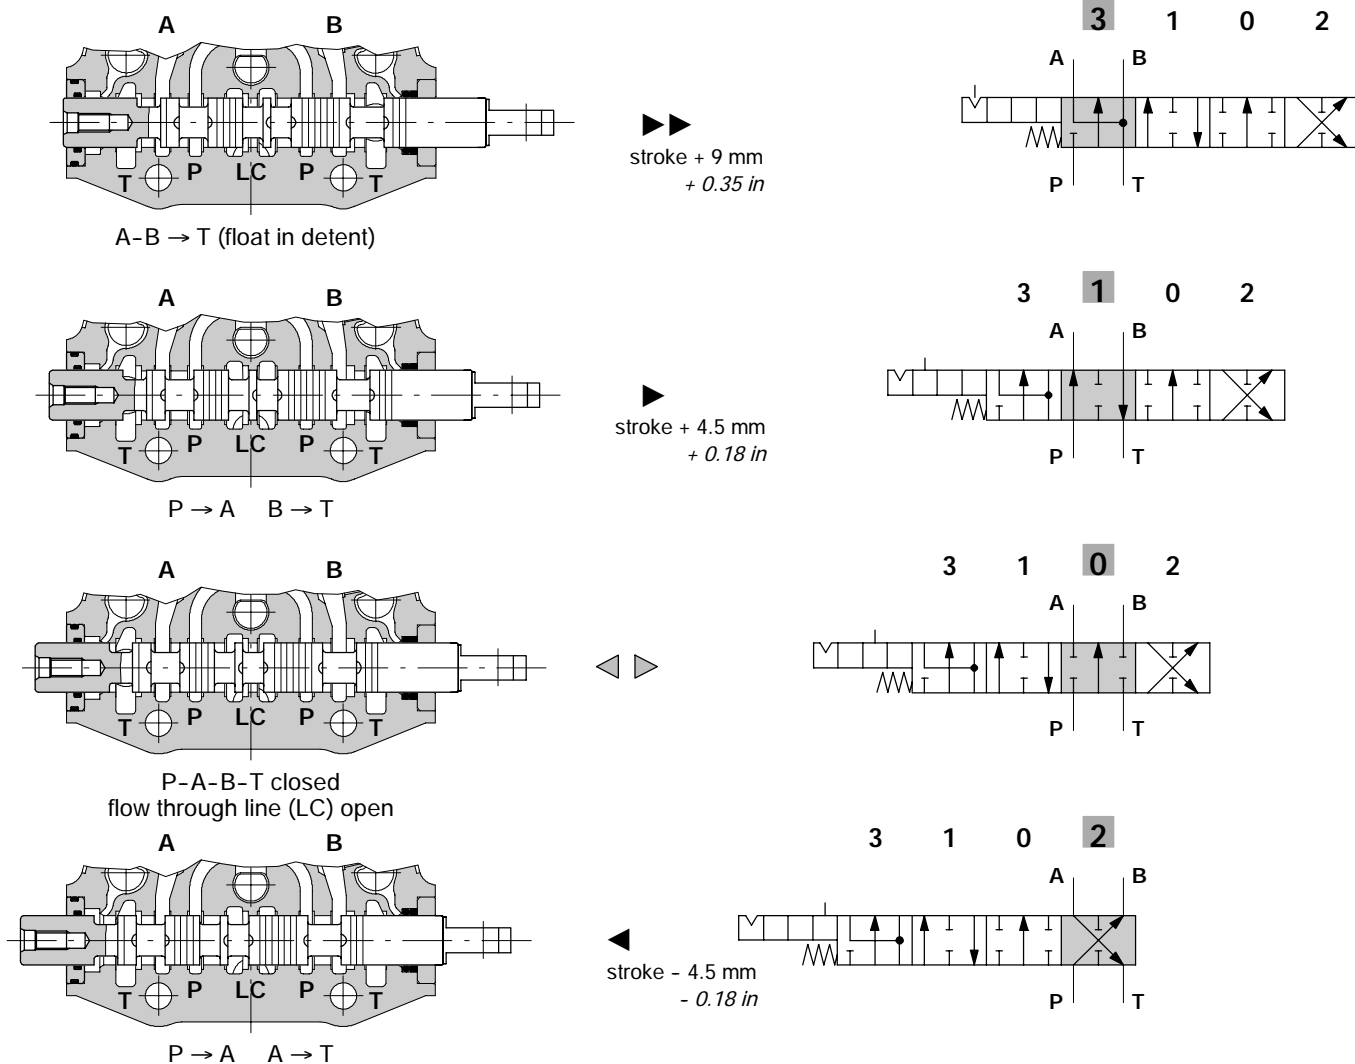 A B
3 1 0 2
A B
T P LC P T
stroke + 9 mm
+ 0.35 in
P T
A-B → T (float in detent)
A B
3 1 0 2
A B
T P LC P T
stroke + 4.5 mm
+ 0.18 in
P T
P → A B → T
A B
3 1 0 2
A B
T P LC P T
P T
P-A-B-T closed
flow through line (LC) open
A B
3 1 0 2
A B
T P LC P T
stroke - 4.5 mm
- 0.18 in
P T
P → A A → T